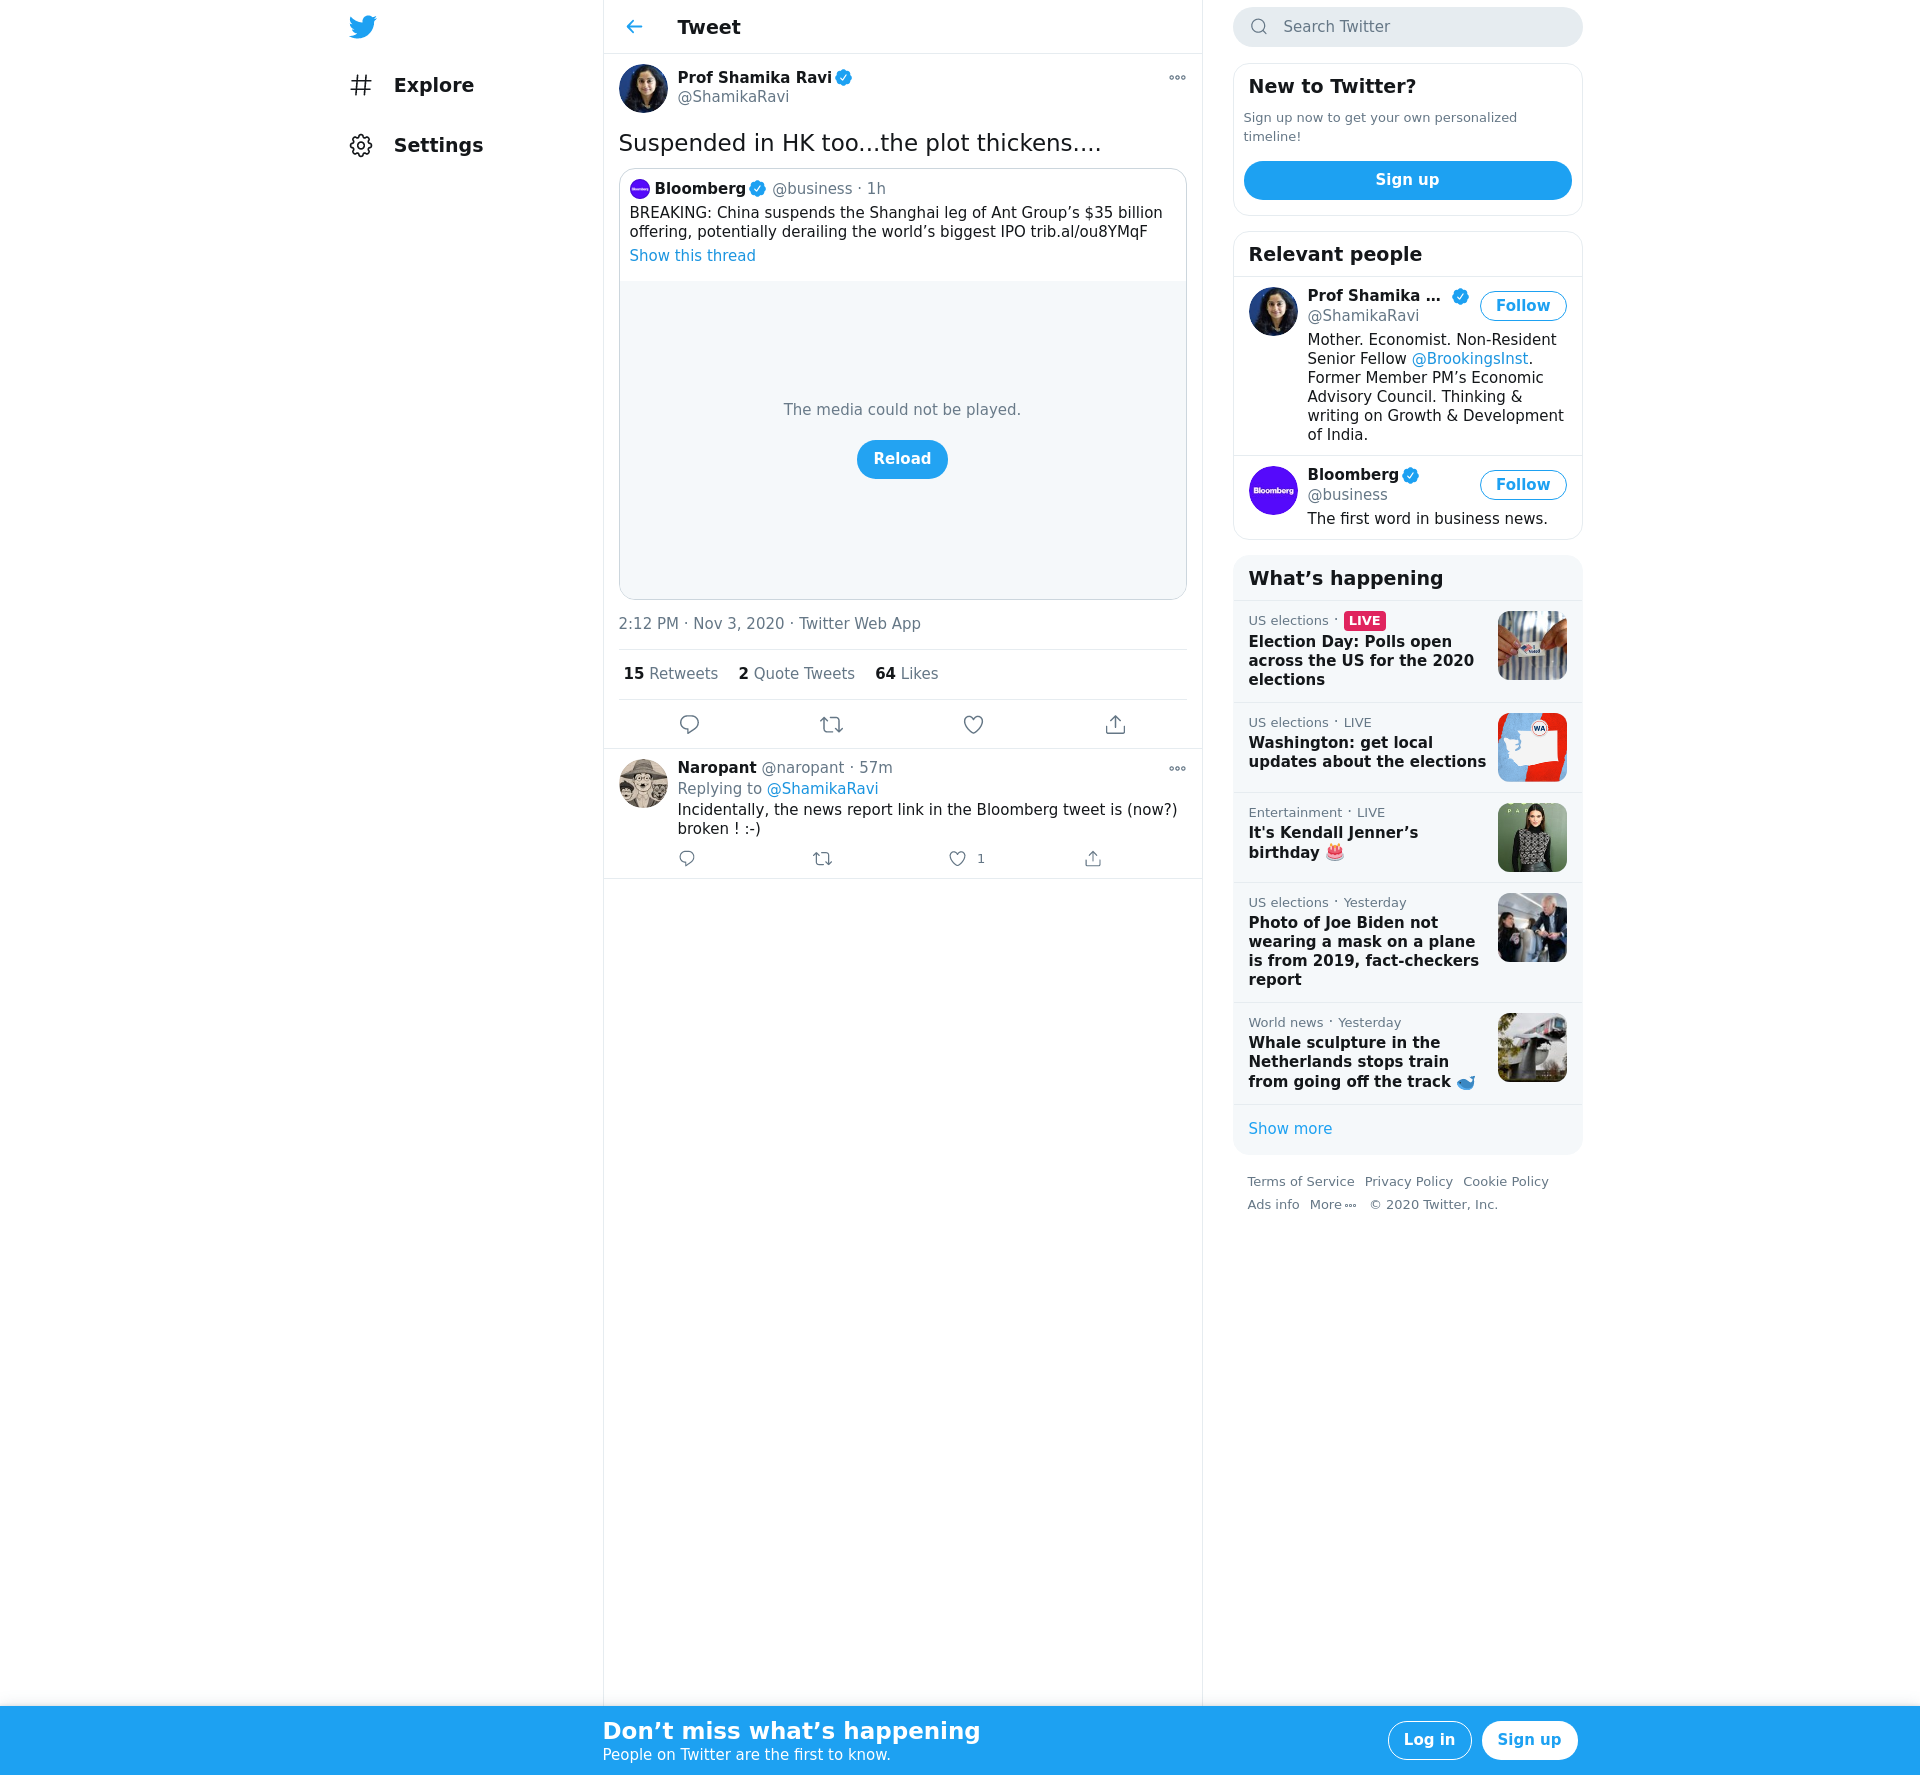 Explore
Settings
Tweet
Prof Shamika Ravi
@ShamikaRavi
Suspended in HK too...the plot thickens....
Bloomberg @business · 1h
BREAKING: China suspends the Shanghai leg of Ant Group’s $35 billion
offering, potentially derailing the world’s biggest IPO trib.al/ou8YMqF
Show this thread
The media could not be played.
Reload
2:12 PM · Nov 3, 2020 · Twitter Web App
15 Retweets 2 Quote Tweets 64 Likes
Naropant @naropant · 57m
Replying to @ShamikaRavi
Incidentally, the news report link in the Bloomberg tweet is (now?)
broken ! :-)
1
Search Twitter
New to Twitter?
Sign up now to get your own personalized
timeline!
Sign up
Relevant people
Prof Shamika ...
Follow
@ShamikaRavi
Mother. Economist. Non-Resident
Senior Fellow @BrookingsInst.
Former Member PM’s Economic
Advisory Council. Thinking &
writing on Growth & Development
of India.
Bloomberg
Bloomberg
Follow
@business
The first word in business news.
What’s happening
US elections · LIVE
Election Day: Polls open
across the US for the 2020
elections
US elections · LIVE
Washington: get local
updates about the elections
WA
Entertainment · LIVE
It's Kendall Jenner’s
birthday 🎂
US elections · Yesterday
Photo of Joe Biden not
wearing a mask on a plane
is from 2019, fact-checkers
report
World news · Yesterday
Whale sculpture in the
Netherlands stops train
from going off the track 🐳
Show more
Terms of Service Privacy Policy Cookie Policy
Ads info More © 2020 Twitter, Inc.
Don’t miss what’s happening
People on Twitter are the first to know.
Log in
Sign up